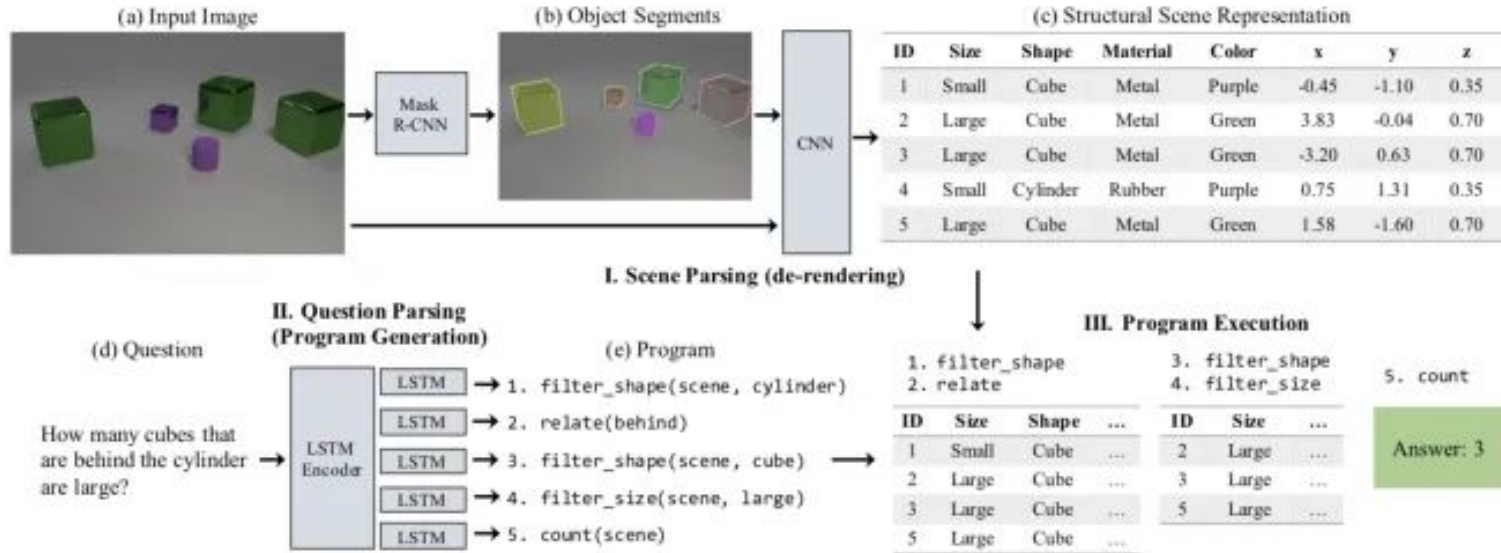 (a) Input Image
(b) Object Segments
(c) Structural Scene Representation
Mask
R-CNN
CNN
ID Size Shape Material Color x y z
1 Small Cube Metal Purple -0.45 -1.10 0.35
2 Large Cube Metal Green 3.83 -0.04 0.70
3 Large Cube Metal Green -3.20 0.63 0.70
4 Small Cylinder Rubber Purple 0.75 1.31 0.35
5 Large Cube Metal Green 1.58 -1.60 0.70
I. Scene Parsing (de-rendering)
II. Question Parsing
(Program Generation)
III. Program Execution
(d) Question
How many cubes that
are behind the cylinder
are large?
LSTM
Encoder
(e) Program
LSTM 1. filter_shape(scene, cylinder)
LSTM 2. relate(behind)
LSTM 3. filter_shape(scene, cube)
LSTM 4. filter_size(scene, large)
LSTM 5. count(scene)
1. filter_shape
2. relate
ID Size Shape ...
1 Small Cube ...
2 Large Cube ...
3 Large Cube ...
5 Large Cube ...
3. filter_shape
4. filter_size
ID Size ...
2 Large ...
3 Large ...
5 Large ...
5. count
Answer: 3